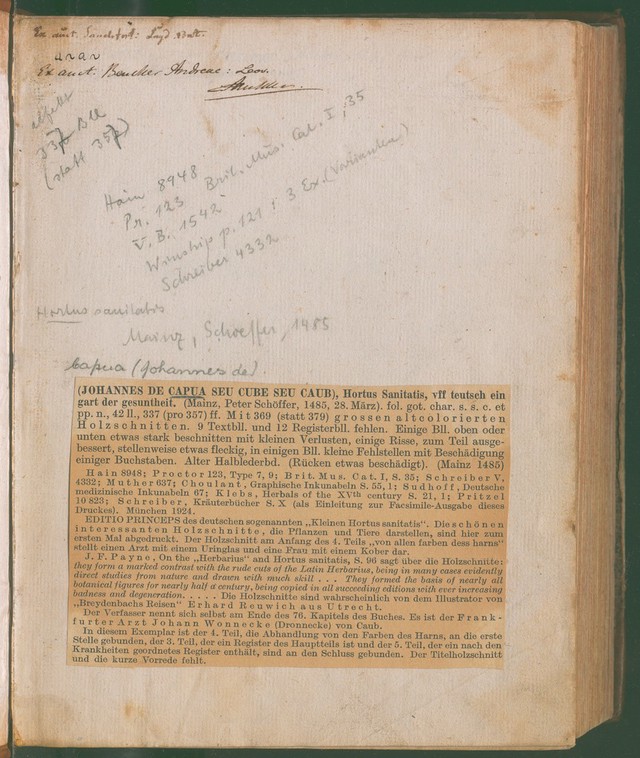 Ex auct. Sandifort: Lugd. Bat.
Ex auct. Beucker Andreae: Leov.
337 Bll
(statt 357)
Hain 8948
Pr. 123 Brit. Mus. Cat. I, 35
V.B. 1542
Winship p. 121 : 3 Ex. (Varianten)
Schreiber 4332
Hortus sanitatis
Mainz, Schoeffer, 1485
Capua (Johannes de)
(JOHANNES DE CAPUA SEU CUBE SEU CAUB), Hortus Sanitatis, vff teutsch ein
gart der gesuntheit. (Mainz, Peter Schöffer, 1485, 28. März). fol. got. char. s. s. c. et
pp. n., 42 ll., 337 (pro 357) ff. Mit 369 (statt 379) grossen altcolorierten
Holzschnitten. 9 Textbll. und 12 Registerbll. fehlen. Einige Bll. oben oder
unten etwas stark beschnitten mit kleinen Verlusten, einige Risse, zum Teil ausge-
bessert, stellenweise etwas fleckig, in einigen Bll. kleine Fehlstellen mit Beschädigung
einiger Buchstaben. Alter Halblederbd. (Rücken etwas beschädigt). (Mainz 1485)
Hain 8948; Proctor 123, Type 7, 9; Brit. Mus. Cat. I, S. 35; Schreiber V,
4332; Muther 637; Choulant, Graphische Inkunabeln S. 55, 1; Sudhoff, Deutsche
medizinische Inkunabeln 67; Klebs, Herbals of the XVth century S. 21, 1; Pritzel
10823; Schreiber, Kräuterbücher S. X (als Einleitung zur Facsimile-Ausgabe dieses
Druckes). München 1924.
EDITIO PRINCEPS des deutschen sogenannten „Kleinen Hortus sanitatis". Die schönen
interessanten Holzschnitte, die Pflanzen und Tiere darstellen, sind hier zum
ersten Mal abgedruckt. Der Holzschnitt am Anfang des 4. Teils „von allen farben dess harns"
stellt einen Arzt mit einem Uringlas und eine Frau mit einem Kober dar.
J. F. Payne, On the „Herbarius" and Hortus sanitatis, S. 96 sagt über die Holzschnitte:
they form a marked contrast with the rude cuts of the Latin Herbarius, being in many cases evidently
direct studies from nature and drawn with much skill . . . They formed the basis of nearly all
botanical figures for nearly half a century, being copied in all succeeding editions with ever increasing
badness and degeneration. . . . . Die Holzschnitte sind wahrscheinlich von dem Illustrator von
„Breydenbachs Reisen" Erhard Reuwich aus Utrecht.
Der Verfasser nennt sich selbst am Ende des 76. Kapitels des Buches. Es ist der Frank-
furter Arzt Johann Wonnecke (Dronnecke) von Caub.
In diesem Exemplar ist der 4. Teil, die Abhandlung von den Farben des Harns, an die erste
Stelle gebunden, der 3. Teil, der ein Register des Hauptteils ist und der 5. Teil, der ein nach den
Krankheiten geordnetes Register enthält, sind an den Schluss gebunden. Der Titelholzschnitt
und die kurze Vorrede fehlt.